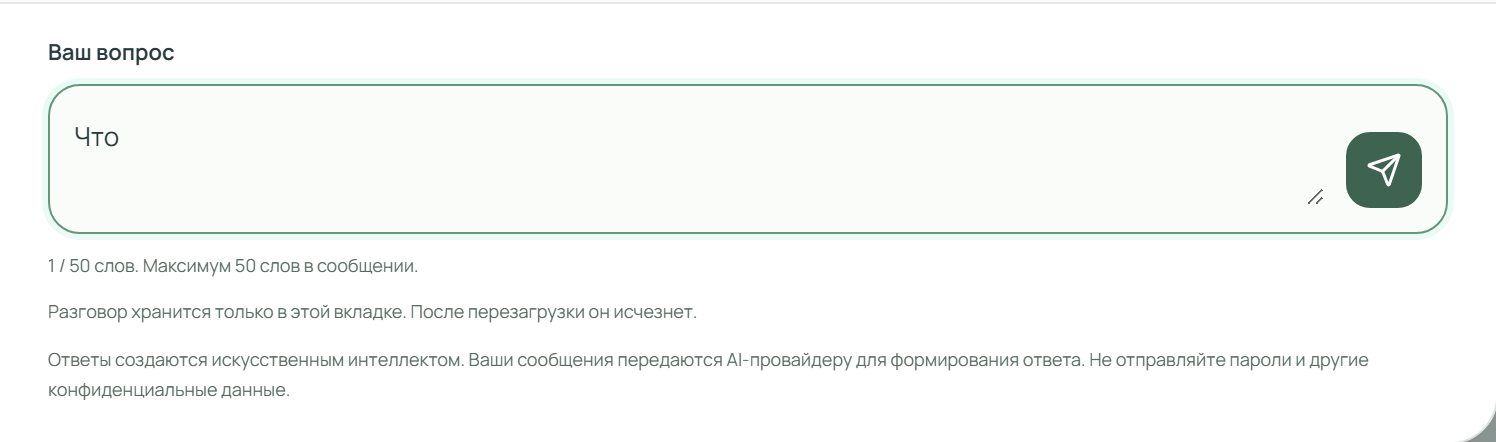 Ваш вопрос
Что
1 / 50 слов. Максимум 50 слов в сообщении.
Разговор хранится только в этой вкладке. После перезагрузки он исчезнет.
Ответы создаются искусственным интеллектом. Ваши сообщения передаются AI-провайдеру для формирования ответа. Не отправляйте пароли и другие
конфиденциальные данные.